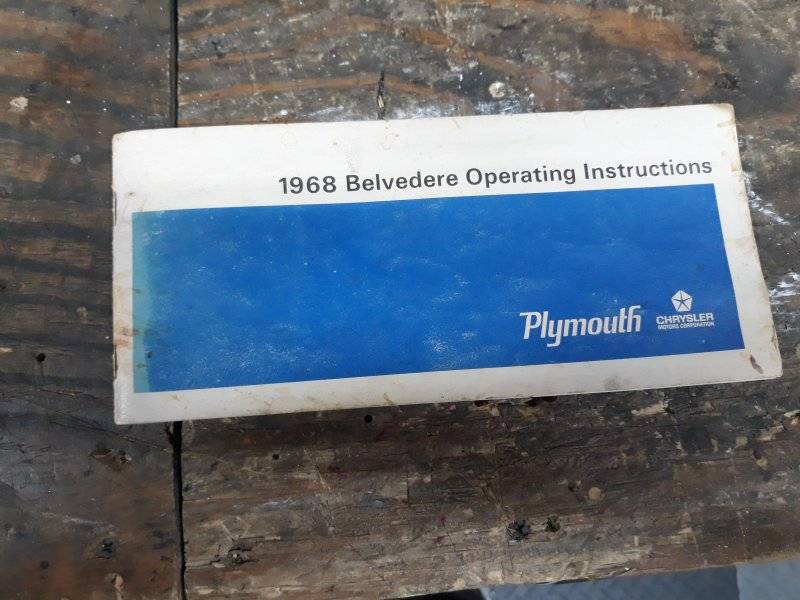 1968 Belvedere Operating Instructions
Plymouth
CHRYSLER
MOTORS CORPORATION